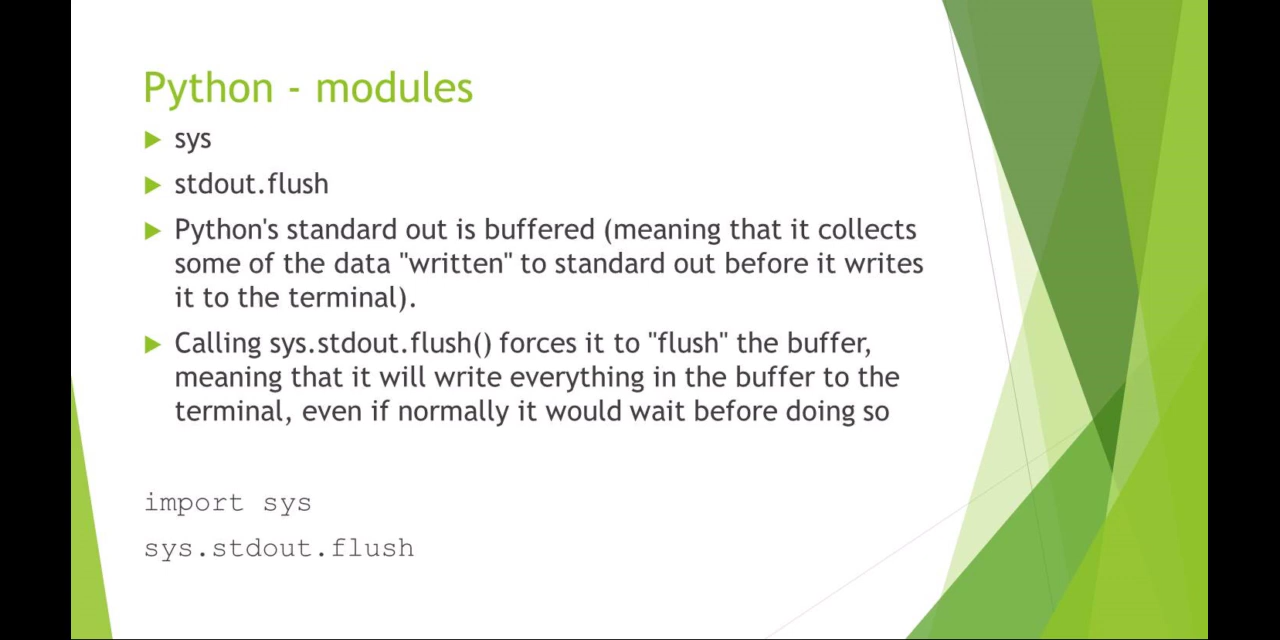 Python - modules
sys
stdout.flush
Python's standard out is buffered (meaning that it collects
some of the data "written" to standard out before it writes
it to the terminal).
Calling sys.stdout.flush() forces it to "flush" the buffer,
meaning that it will write everything in the buffer to the
terminal, even if normally it would wait before doing so
import sys
sys.stdout.flush